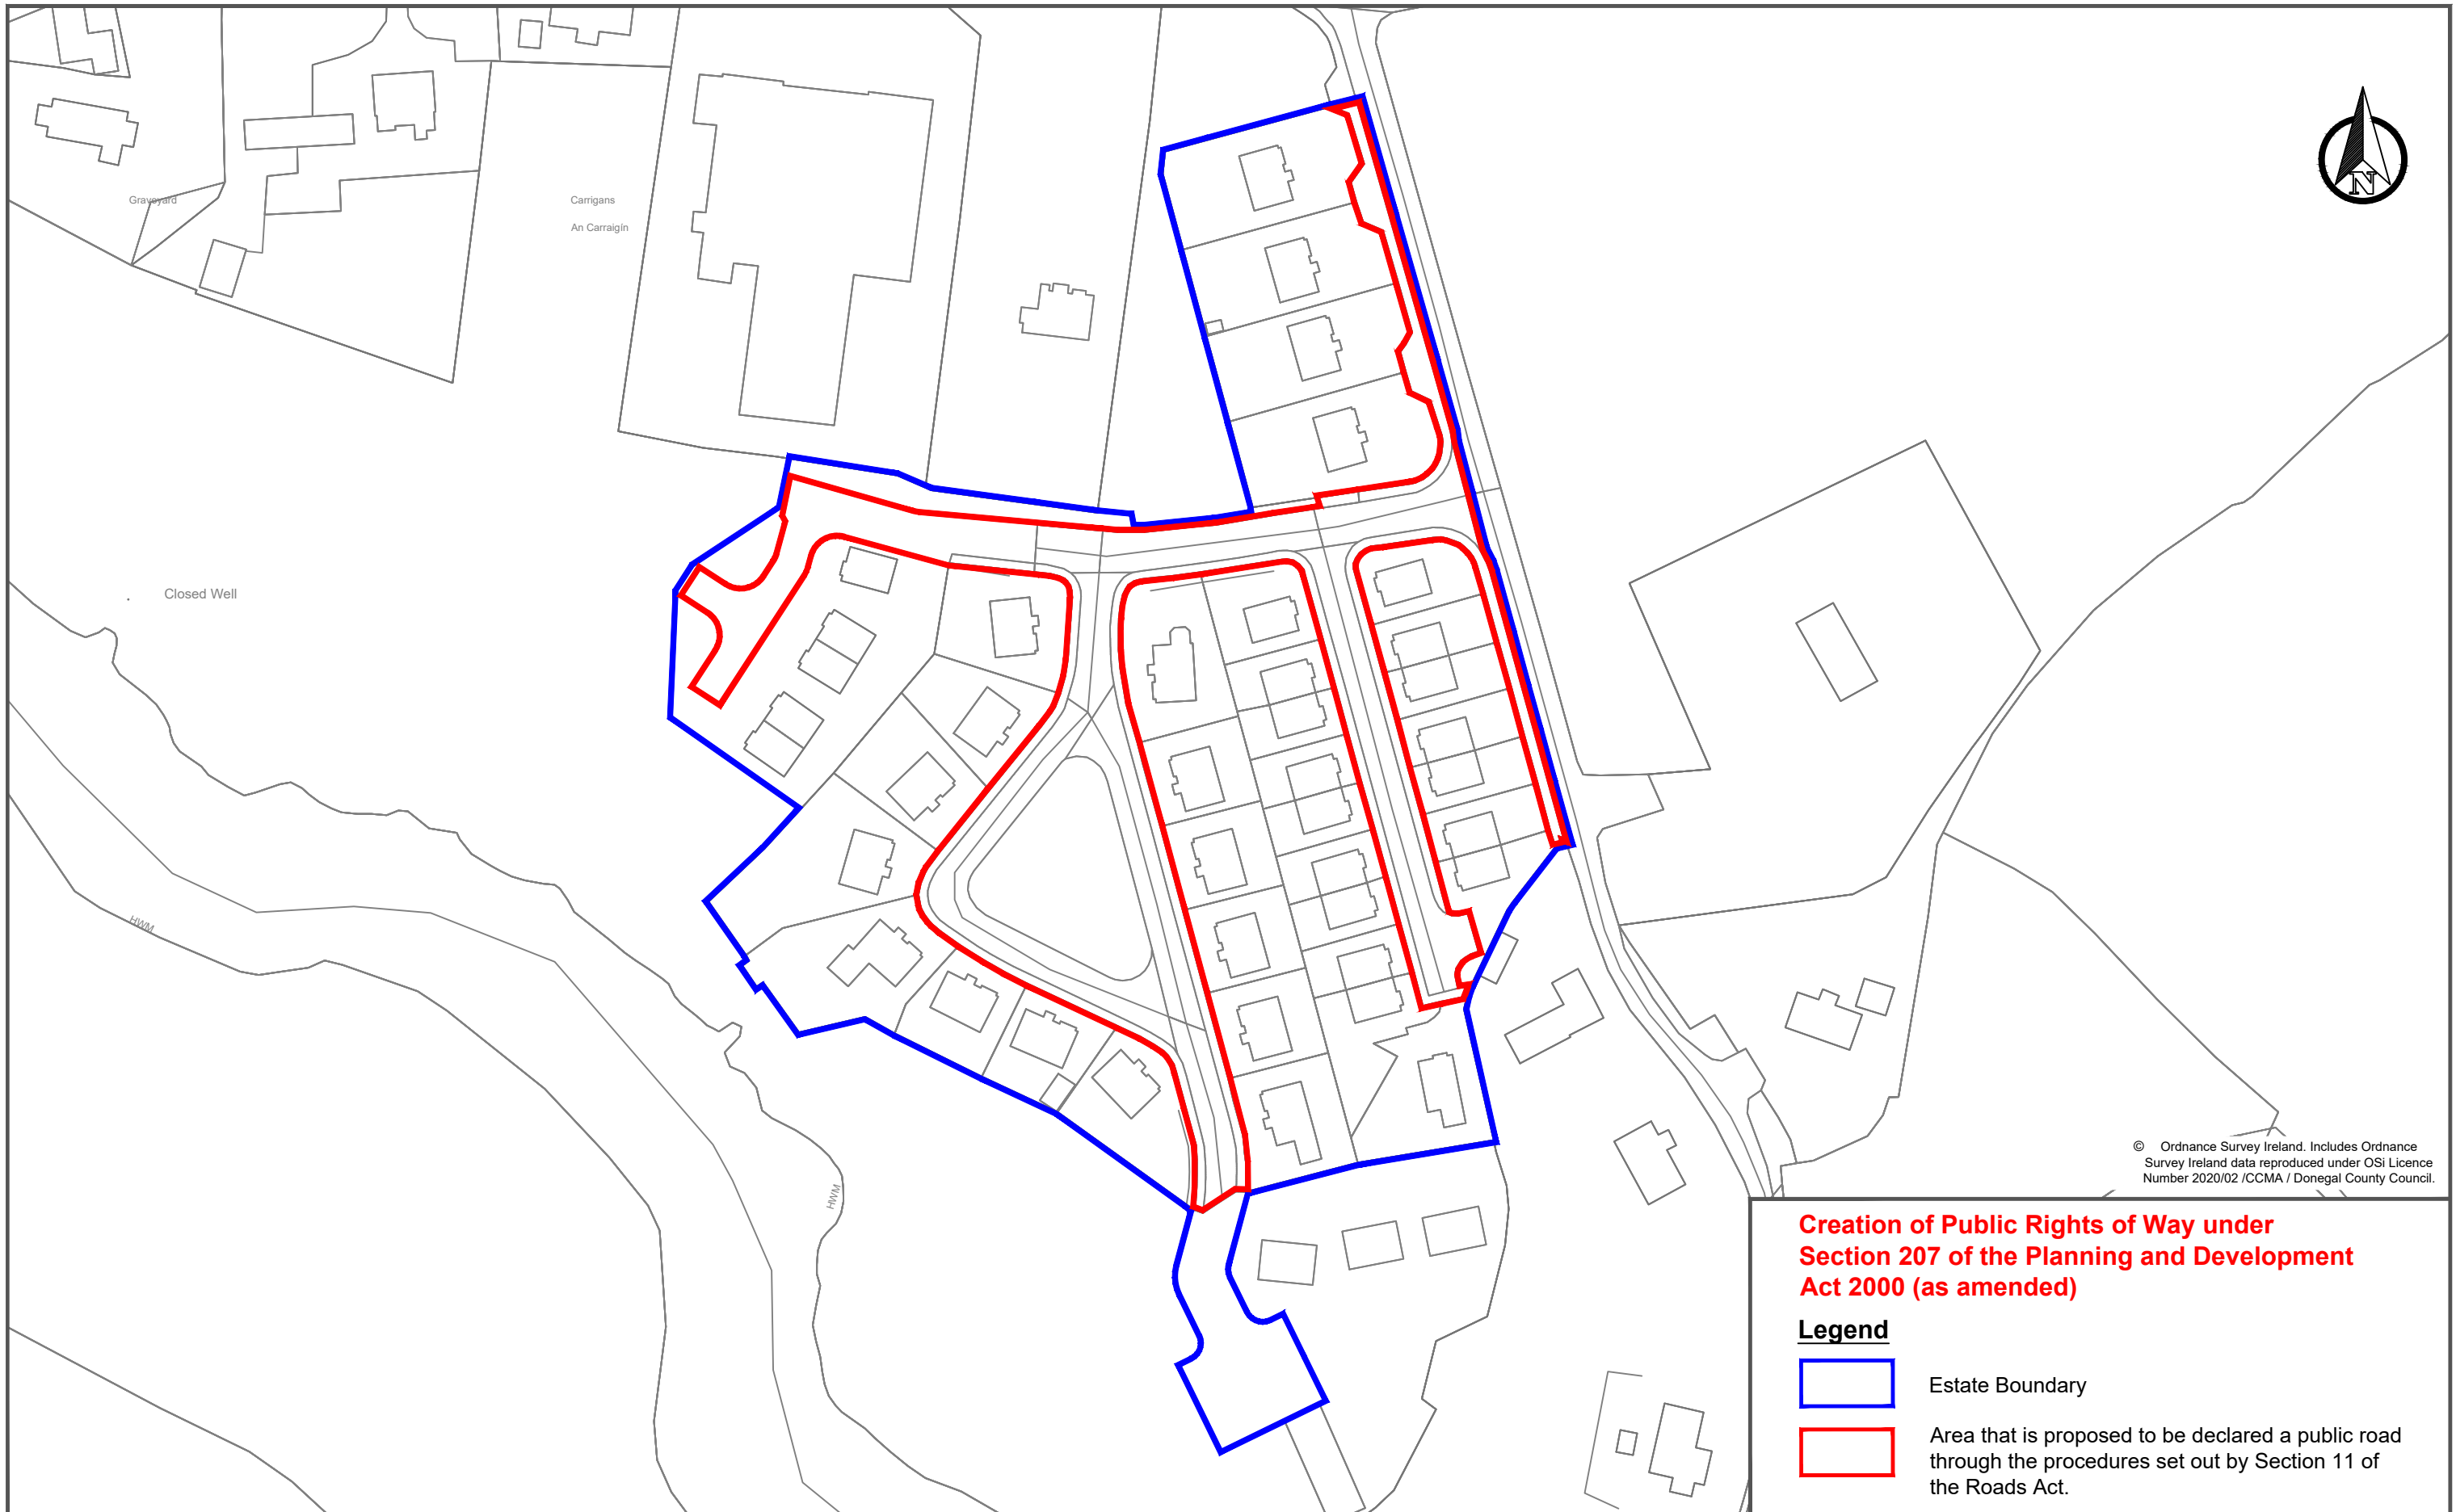 Graveyard
Carrigans
An Carraigín
N
Closed Well
HWM
HWM
© Ordnance Survey Ireland. Includes Ordnance
Survey Ireland data reproduced under OSi Licence
Number 2020/02 /CCMA / Donegal County Council.
Creation of Public Rights of Way under
Section 207 of the Planning and Development
Act 2000 (as amended)
Legend
Estate Boundary
Area that is proposed to be declared a public road
through the procedures set out by Section 11 of
the Roads Act.